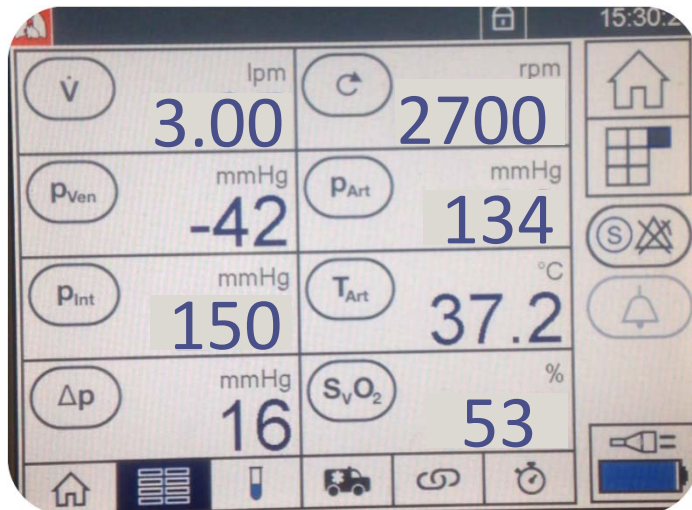 15:30:2
V̇ lpm 3.00
rpm 2700
pVen mmHg -42
pArt mmHg 134
pInt mmHg 150
TArt °C 37.2
Δp mmHg 16
SvO₂ % 53
S